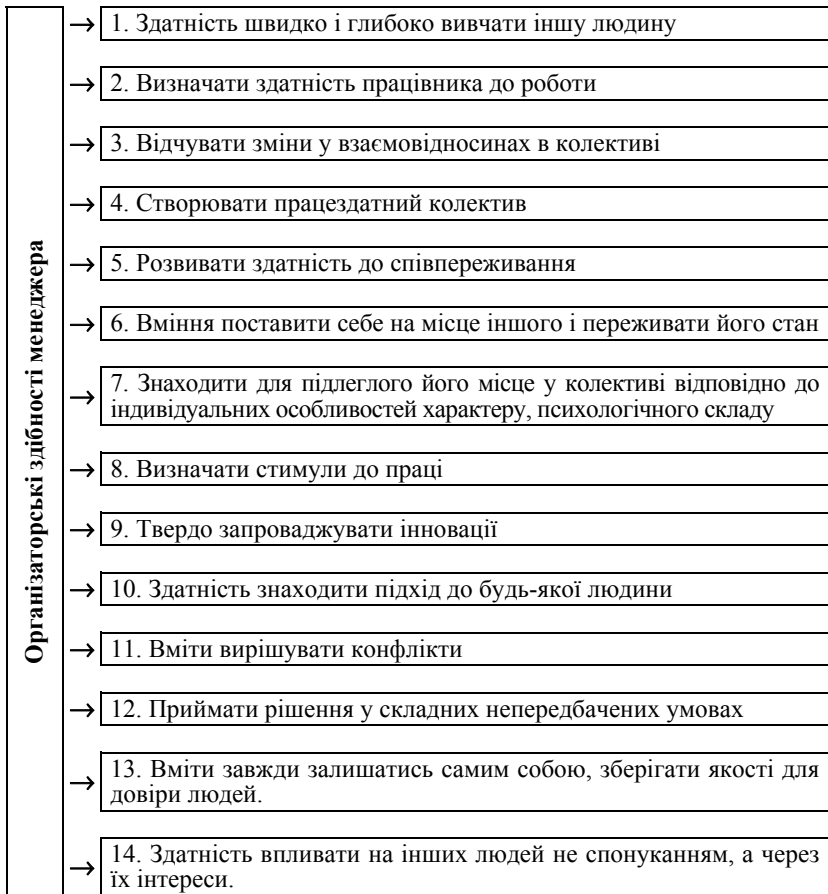 Організаторські здібності менеджера
→ 1. Здатність швидко і глибоко вивчати іншу людину
→ 2. Визначати здатність працівника до роботи
→ 3. Відчувати зміни у взаємовідносинах в колективі
→ 4. Створювати працездатний колектив
→ 5. Розвивати здатність до співпереживання
→ 6. Вміння поставити себе на місце іншого і переживати його стан
→ 7. Знаходити для підлеглого його місце у колективі відповідно до
індивідуальних особливостей характеру, психологічного складу
→ 8. Визначати стимули до праці
→ 9. Твердо запроваджувати інновації
→ 10. Здатність знаходити підхід до будь-якої людини
→ 11. Вміти вирішувати конфлікти
→ 12. Приймати рішення у складних непередбачених умовах
→ 13. Вміти завжди залишатись самим собою, зберігати якості для
довіри людей.
→ 14. Здатність впливати на інших людей не спонуканням, а через
їх інтереси.